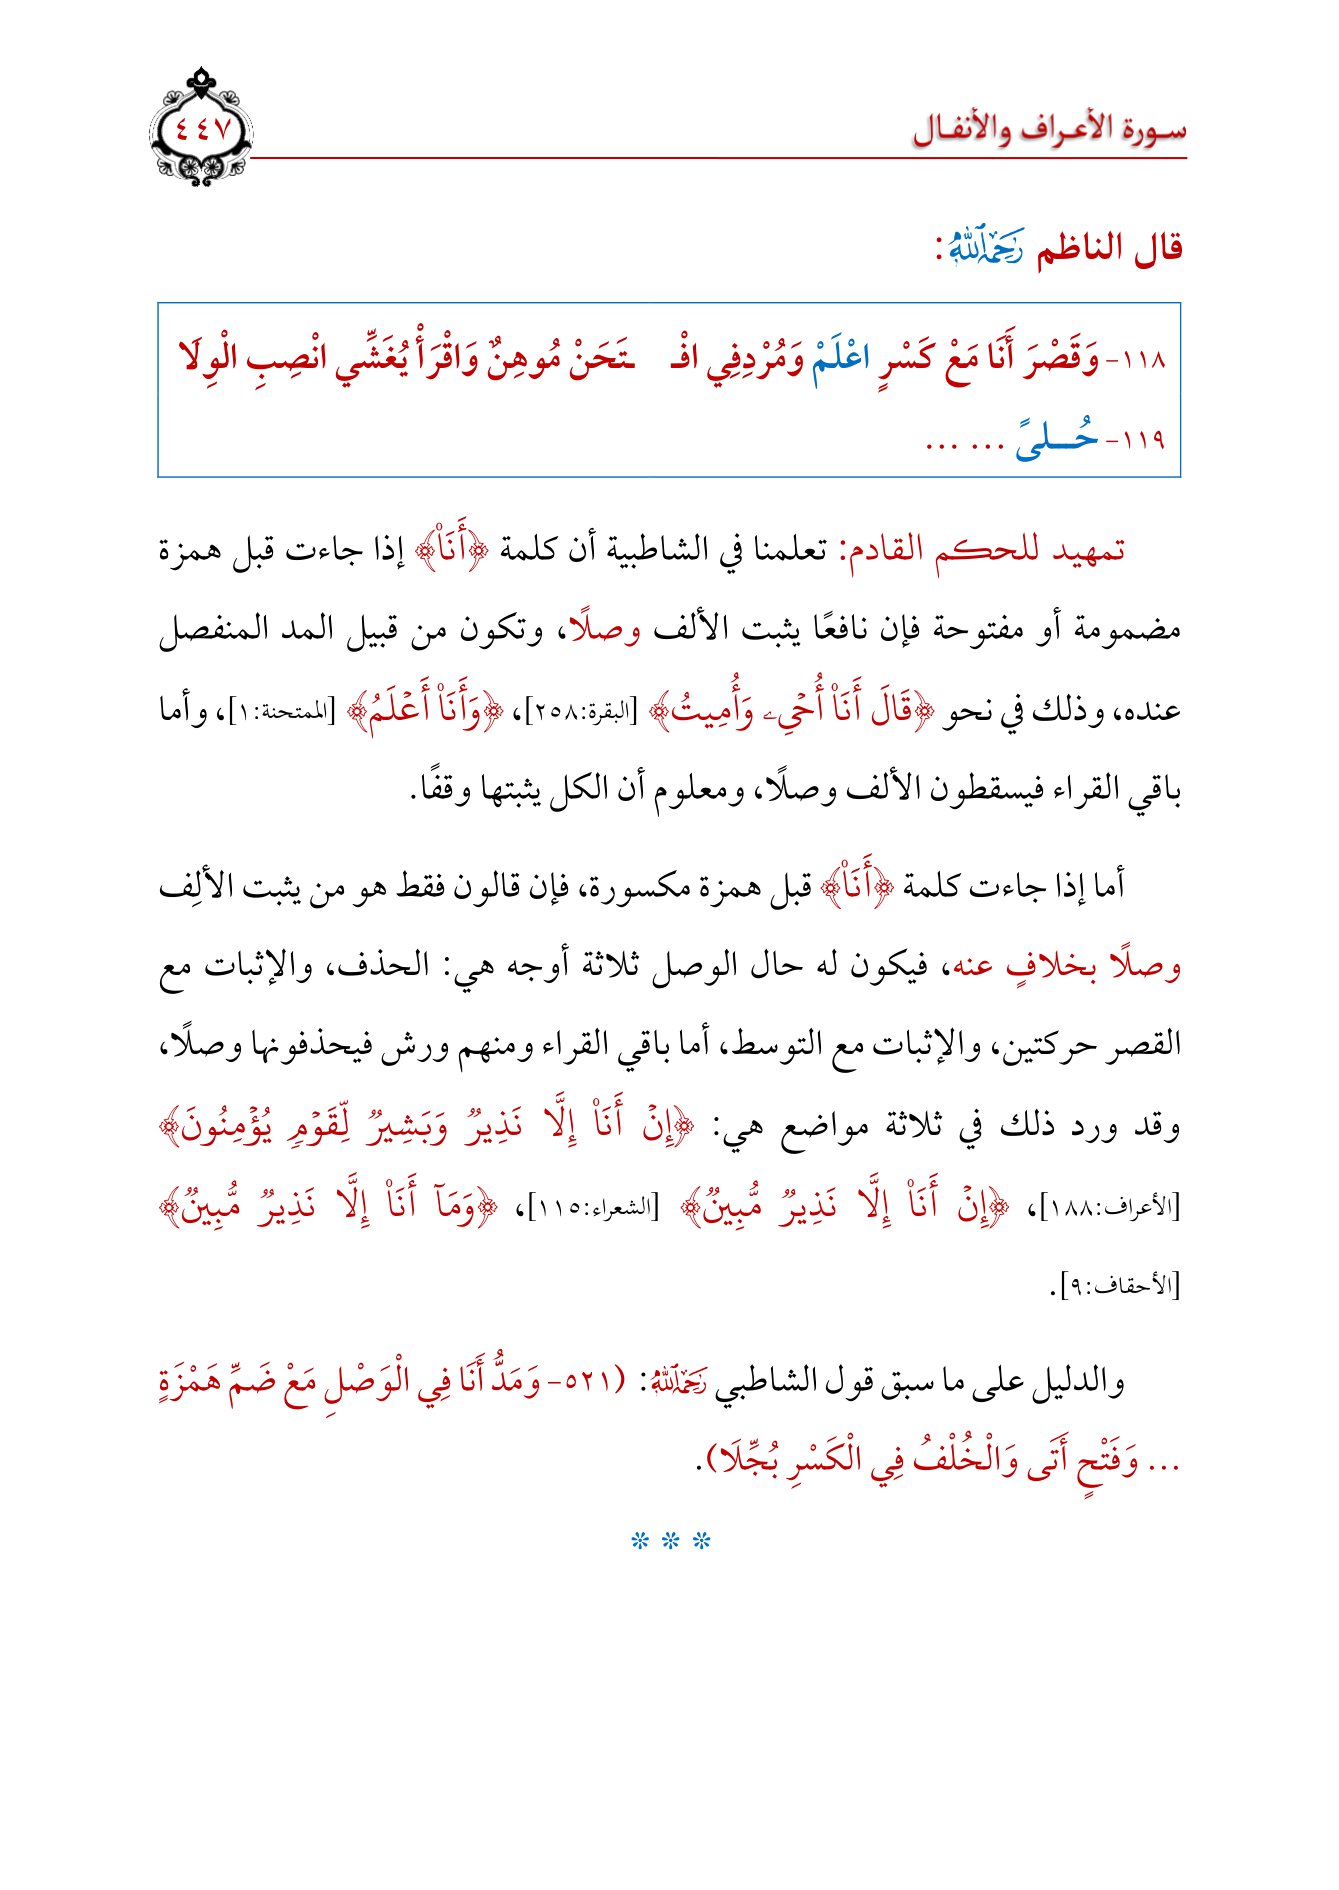 سورة الأعراف والأنفال
٤٤٧
قال الناظم رَحِمَهُ ٱللَّهُ:
١١٨- وَقَصْرَ أَنَا مَعْ كَسْرٍ اعْلَمْ وَمُرْدِفِي افْـ ـتَحَنْ مُوهِنٌ وَاقْرَأْ يُغَشِّي انْصِبِ الْوِلَا
١١٩- حُـــلىً ... ...
تمهيد للحكم القادم: تعلمنا في الشاطبية أن كلمة ﴿أَنَا۠﴾ إذا جاءت قبل همزة
مضمومة أو مفتوحة فإن نافعًا يثبت الألف وصلًا، وتكون من قبيل المد المنفصل
عنده، وذلك في نحو ﴿قَالَ أَنَا۠ أُحۡيِۦ وَأُمِيتُ﴾ [البقرة:٢٥٨]، ﴿وَأَنَا۠ أَعۡلَمُ﴾ [الممتحنة:١]، وأما
باقي القراء فيسقطون الألف وصلًا، ومعلوم أن الكل يثبتها وقفًا.
أما إذا جاءت كلمة ﴿أَنَا۠﴾ قبل همزة مكسورة، فإن قالون فقط هو من يثبت الألِف
وصلًا بخلافٍ عنه، فيكون له حال الوصل ثلاثة أوجه هي: الحذف، والإثبات مع
القصر حركتين، والإثبات مع التوسط، أما باقي القراء ومنهم ورش فيحذفونها وصلًا،
وقد ورد ذلك في ثلاثة مواضع هي: ﴿إِنۡ أَنَا۠ إِلَّا نَذِيرٞ وَبَشِيرٞ لِّقَوۡمٖ يُؤۡمِنُونَ﴾
[الأعراف:١٨٨]، ﴿إِنۡ أَنَا۠ إِلَّا نَذِيرٞ مُّبِينٞ﴾ [الشعراء:١١٥]، ﴿وَمَآ أَنَا۠ إِلَّا نَذِيرٞ مُّبِينٞ﴾
[الأحقاف:٩].
والدليل على ما سبق قول الشاطبي رَحِمَهُ ٱللَّهُ: (٥٢١- وَمَدُّ أَنَا فِي الْوَصْلِ مَعْ ضَمِّ هَمْزَةٍ
... وَفَتْحٍ أَتَى وَالْخُلْفُ فِي الْكَسْرِ بُجِّلَا).
* * *